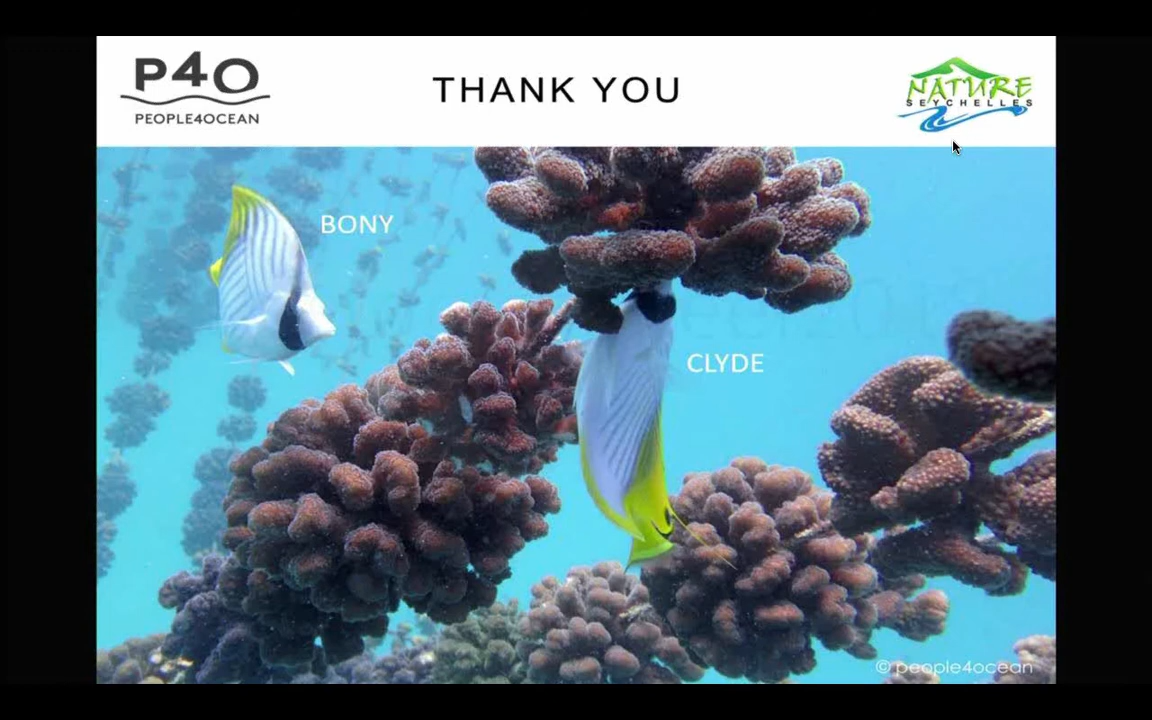 P4O
PEOPLE4OCEAN
THANK YOU
NATURE
SEYCHELLES
BONY
CLYDE
© people4ocean